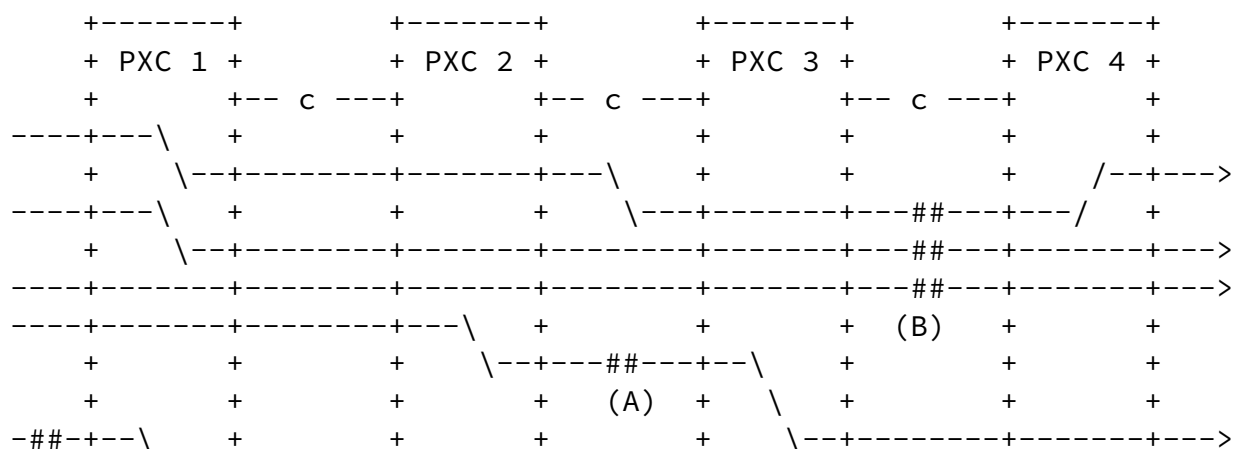 +-------+        +-------+        +-------+        +-------+
    + PXC 1 +        + PXC 2 +        + PXC 3 +        + PXC 4 +
    +       +-- c ---+       +-- c ---+       +-- c ---+       +
----+---\   +        +       +        +       +        +       +
    +    \--+--------+-------+---\    +       +        +    /--+--->
----+---\   +        +       +    \---+-------+---##---+---/   +
    +    \--+--------+-------+--------+-------+---##---+-------+--->
----+-------+--------+-------+--------+-------+---##---+-------+--->
----+-------+--------+---\   +        +       +  (B)   +       +
    +       +        +    \--+---##---+--\    +        +       +
    +       +        +       +   (A)  +   \   +        +       +
-##-+--\    +        +       +        +    \--+--------+-------+--->